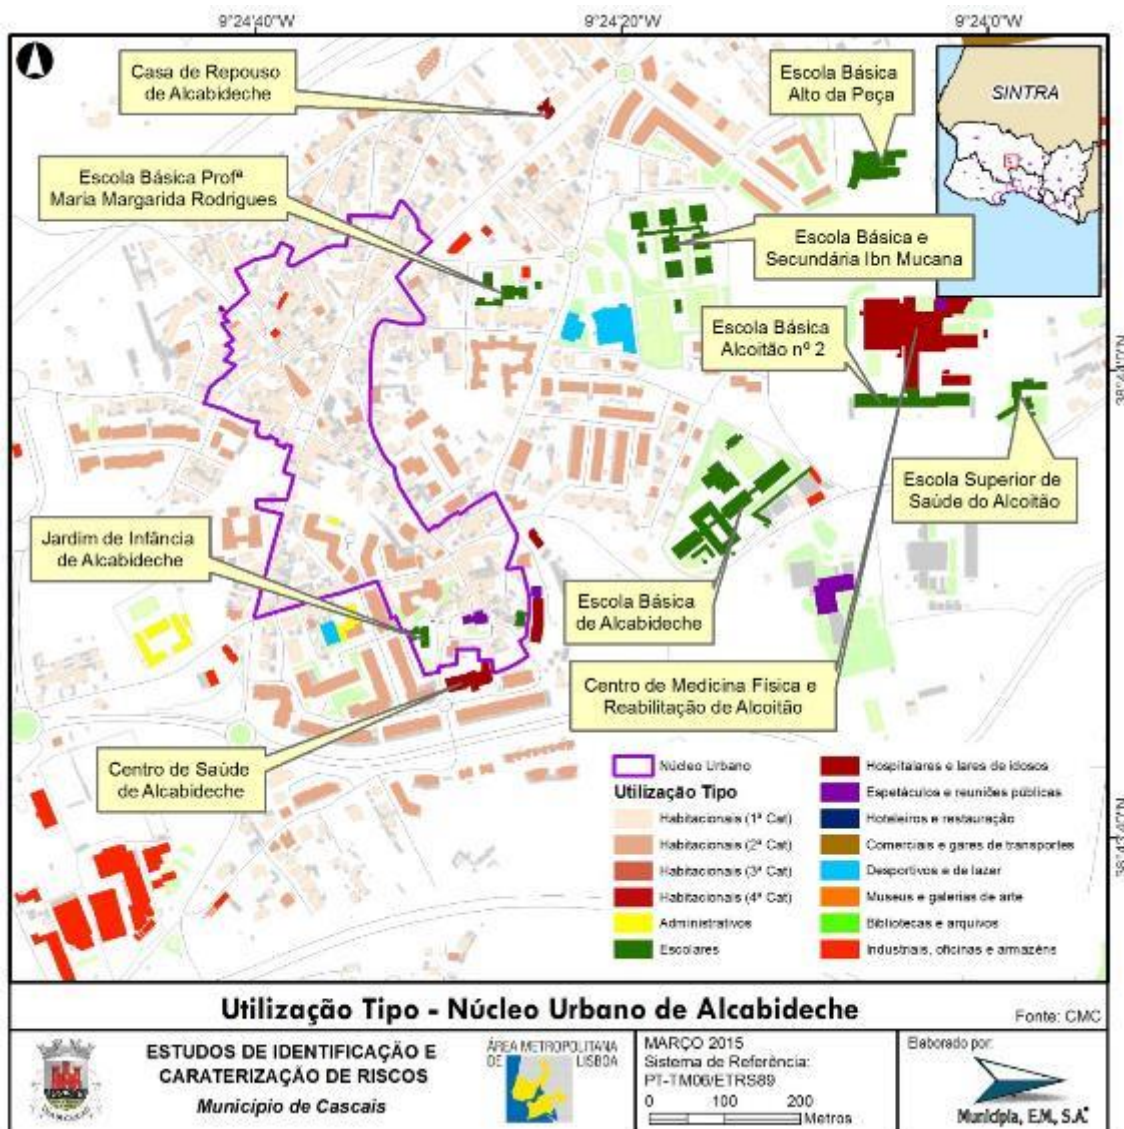 9°24'40"W
9°24'20"W
9°24'0"W
Casa de Repouso
de Alcabideche
Escola Básica
Alto da Peça
SINTRA
Escola Básica Profª
Maria Margarida Rodrigues
Escola Básica e
Secundária Ibn Mucana
Escola Básica
Alcoitão nº 2
38°44'0"N
Escola Superior de
Saúde do Alcoitão
Jardim de Infância
de Alcabideche
Escola Básica
de Alcabideche
Centro de Medicina Física e
Reabilitação de Alcoitão
Centro de Saúde
de Alcabideche
38°43'40"N
Núcleo Urbano
Utilização Tipo
Habitacionais (1ª Cat)
Habitacionais (2ª Cat)
Habitacionais (3ª Cat)
Habitacionais (4ª Cat)
Administrativos
Escolares
Hospitalares e lares de idosos
Espetáculos e reuniões públicas
Hoteleiros e restauração
Comerciais e gares de transportes
Desportivos e de lazer
Museus e galerias de arte
Bibliotecas e arquivos
Industriais, oficinas e armazéns
Utilização Tipo - Núcleo Urbano de Alcabideche
Fonte: CMC
ESTUDOS DE IDENTIFICAÇÃO E
CARATERIZAÇÃO DE RISCOS
Município de Cascais
ÁREA METROPOLITANA
DE LISBOA
MARÇO 2015
Sistema de Referência:
PT-TM06/ETRS89
0 100 200
Metros
Elaborado por:
Municípia, E.M., S.A.